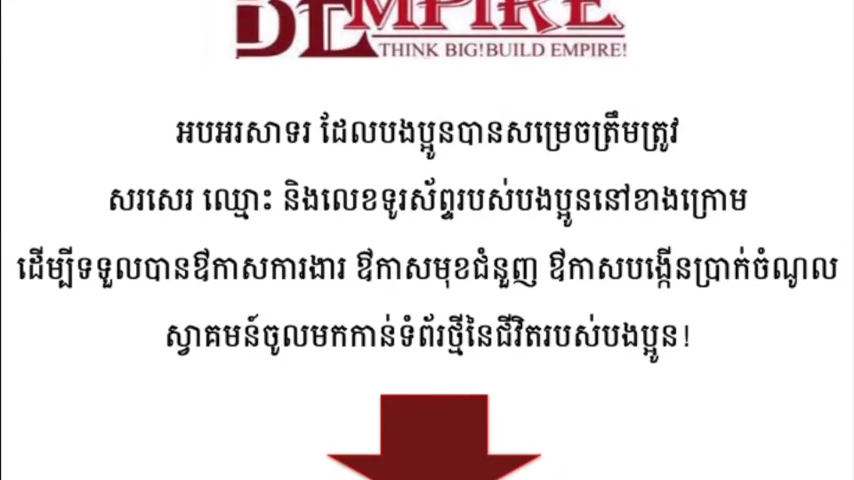 EMPIRE
THINK BIG!BUILD EMPIRE!
អបអរសាទរ ដែលបងប្អូនបានសម្រេចត្រឹមត្រូវ
សរសេរ ឈ្មោះ និងលេខទូរស័ព្ទរបស់បងប្អូននៅខាងក្រោម
ដើម្បីទទួលបានឱកាសការងារ ឱកាសមុខជំនួញ ឱកាសបង្កើនប្រាក់ចំណូល
ស្វាគមន៍ចូលមកកាន់ទំព័រថ្មីនៃជីវិតរបស់បងប្អូន!